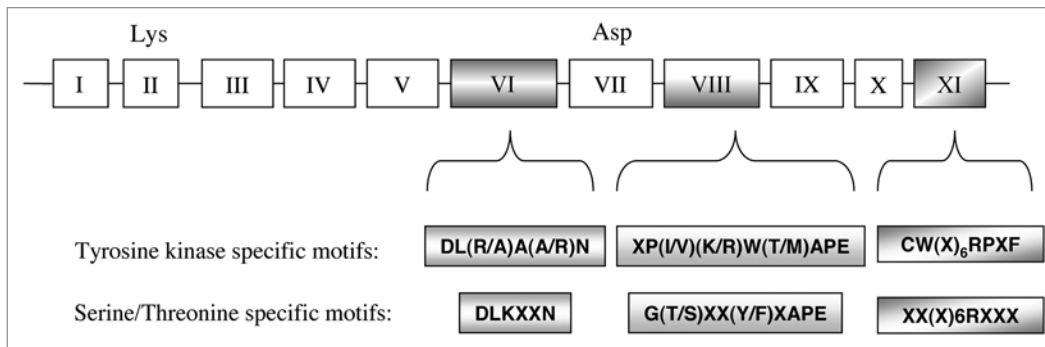 Lys Asp
I II III IV V VI VII VIII IX X XI
Tyrosine kinase specific motifs: DL(R/A)A(A/R)N XP(I/V)(K/R)W(T/M)APE CW(X)₆RPXF
Serine/Threonine specific motifs: DLKXXN G(T/S)XX(Y/F)XAPE XX(X)6RXXX